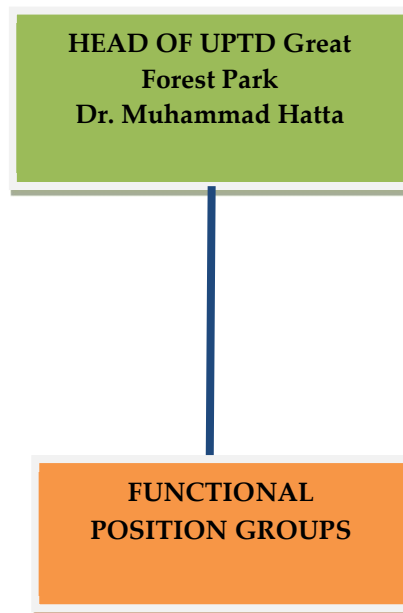 HEAD OF UPTD Great
Forest Park
Dr. Muhammad Hatta
FUNCTIONAL
POSITION GROUPS